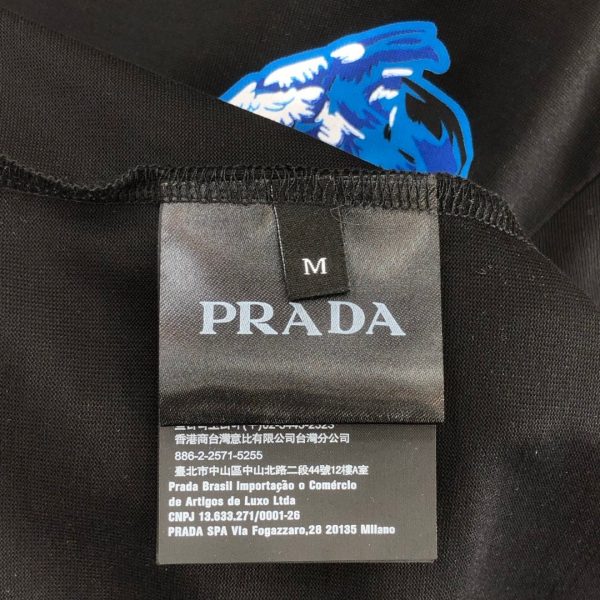 M
PRADA
香港商台灣意比有限公司台灣分公司
886-2-2571-5255
臺北市中山區中山北路二段44號12樓A室
Prada Brasil Importação o Comércio
de Artigos de Luxo Ltda
CNPJ 13.633.271/0001-26
PRADA SPA Via Fogazzaro,28 20135 Milano